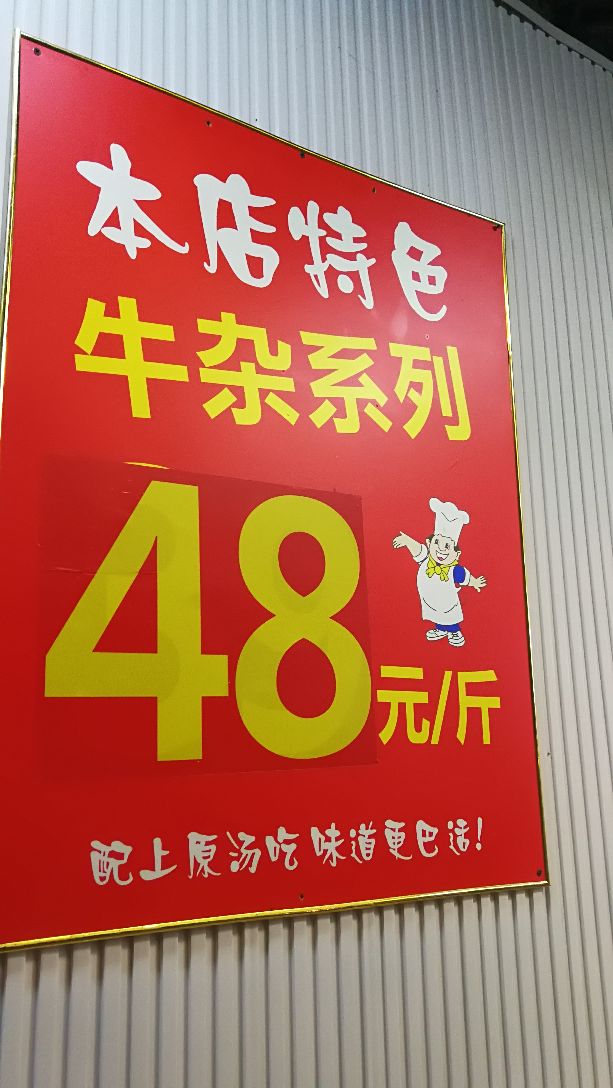 本店特色
牛杂系列
48元/斤
配上原汤吃 味道更巴适!